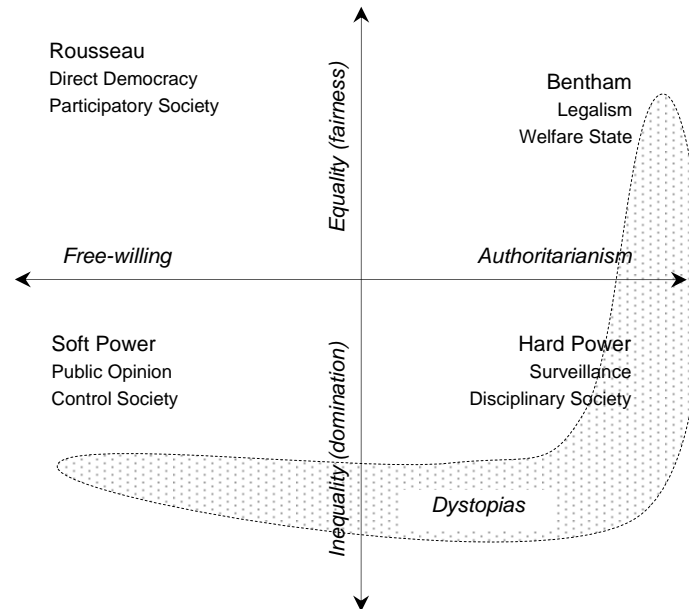 Rousseau
Direct Democracy
Participatory Society
Equality (fairness)
Bentham
Legalism
Welfare State
Free-willing
Authoritarianism
Soft Power
Public Opinion
Control Society
Inequality (domination)
Hard Power
Surveillance
Disciplinary Society
Dystopias